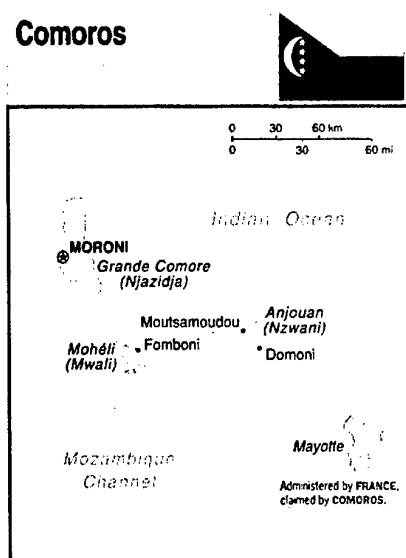 Comoros
0 30 60 km
0 30 60 mi
Indian Ocean
MORONI
Grande Comore
(Njazidja)
Anjouan
(Nzwani)
Moutsamoudou
Mohéli
(Mwali)
Fomboni
Domoni
Mayotte
Mozambique
Channel
Administered by FRANCE,
claimed by COMOROS.